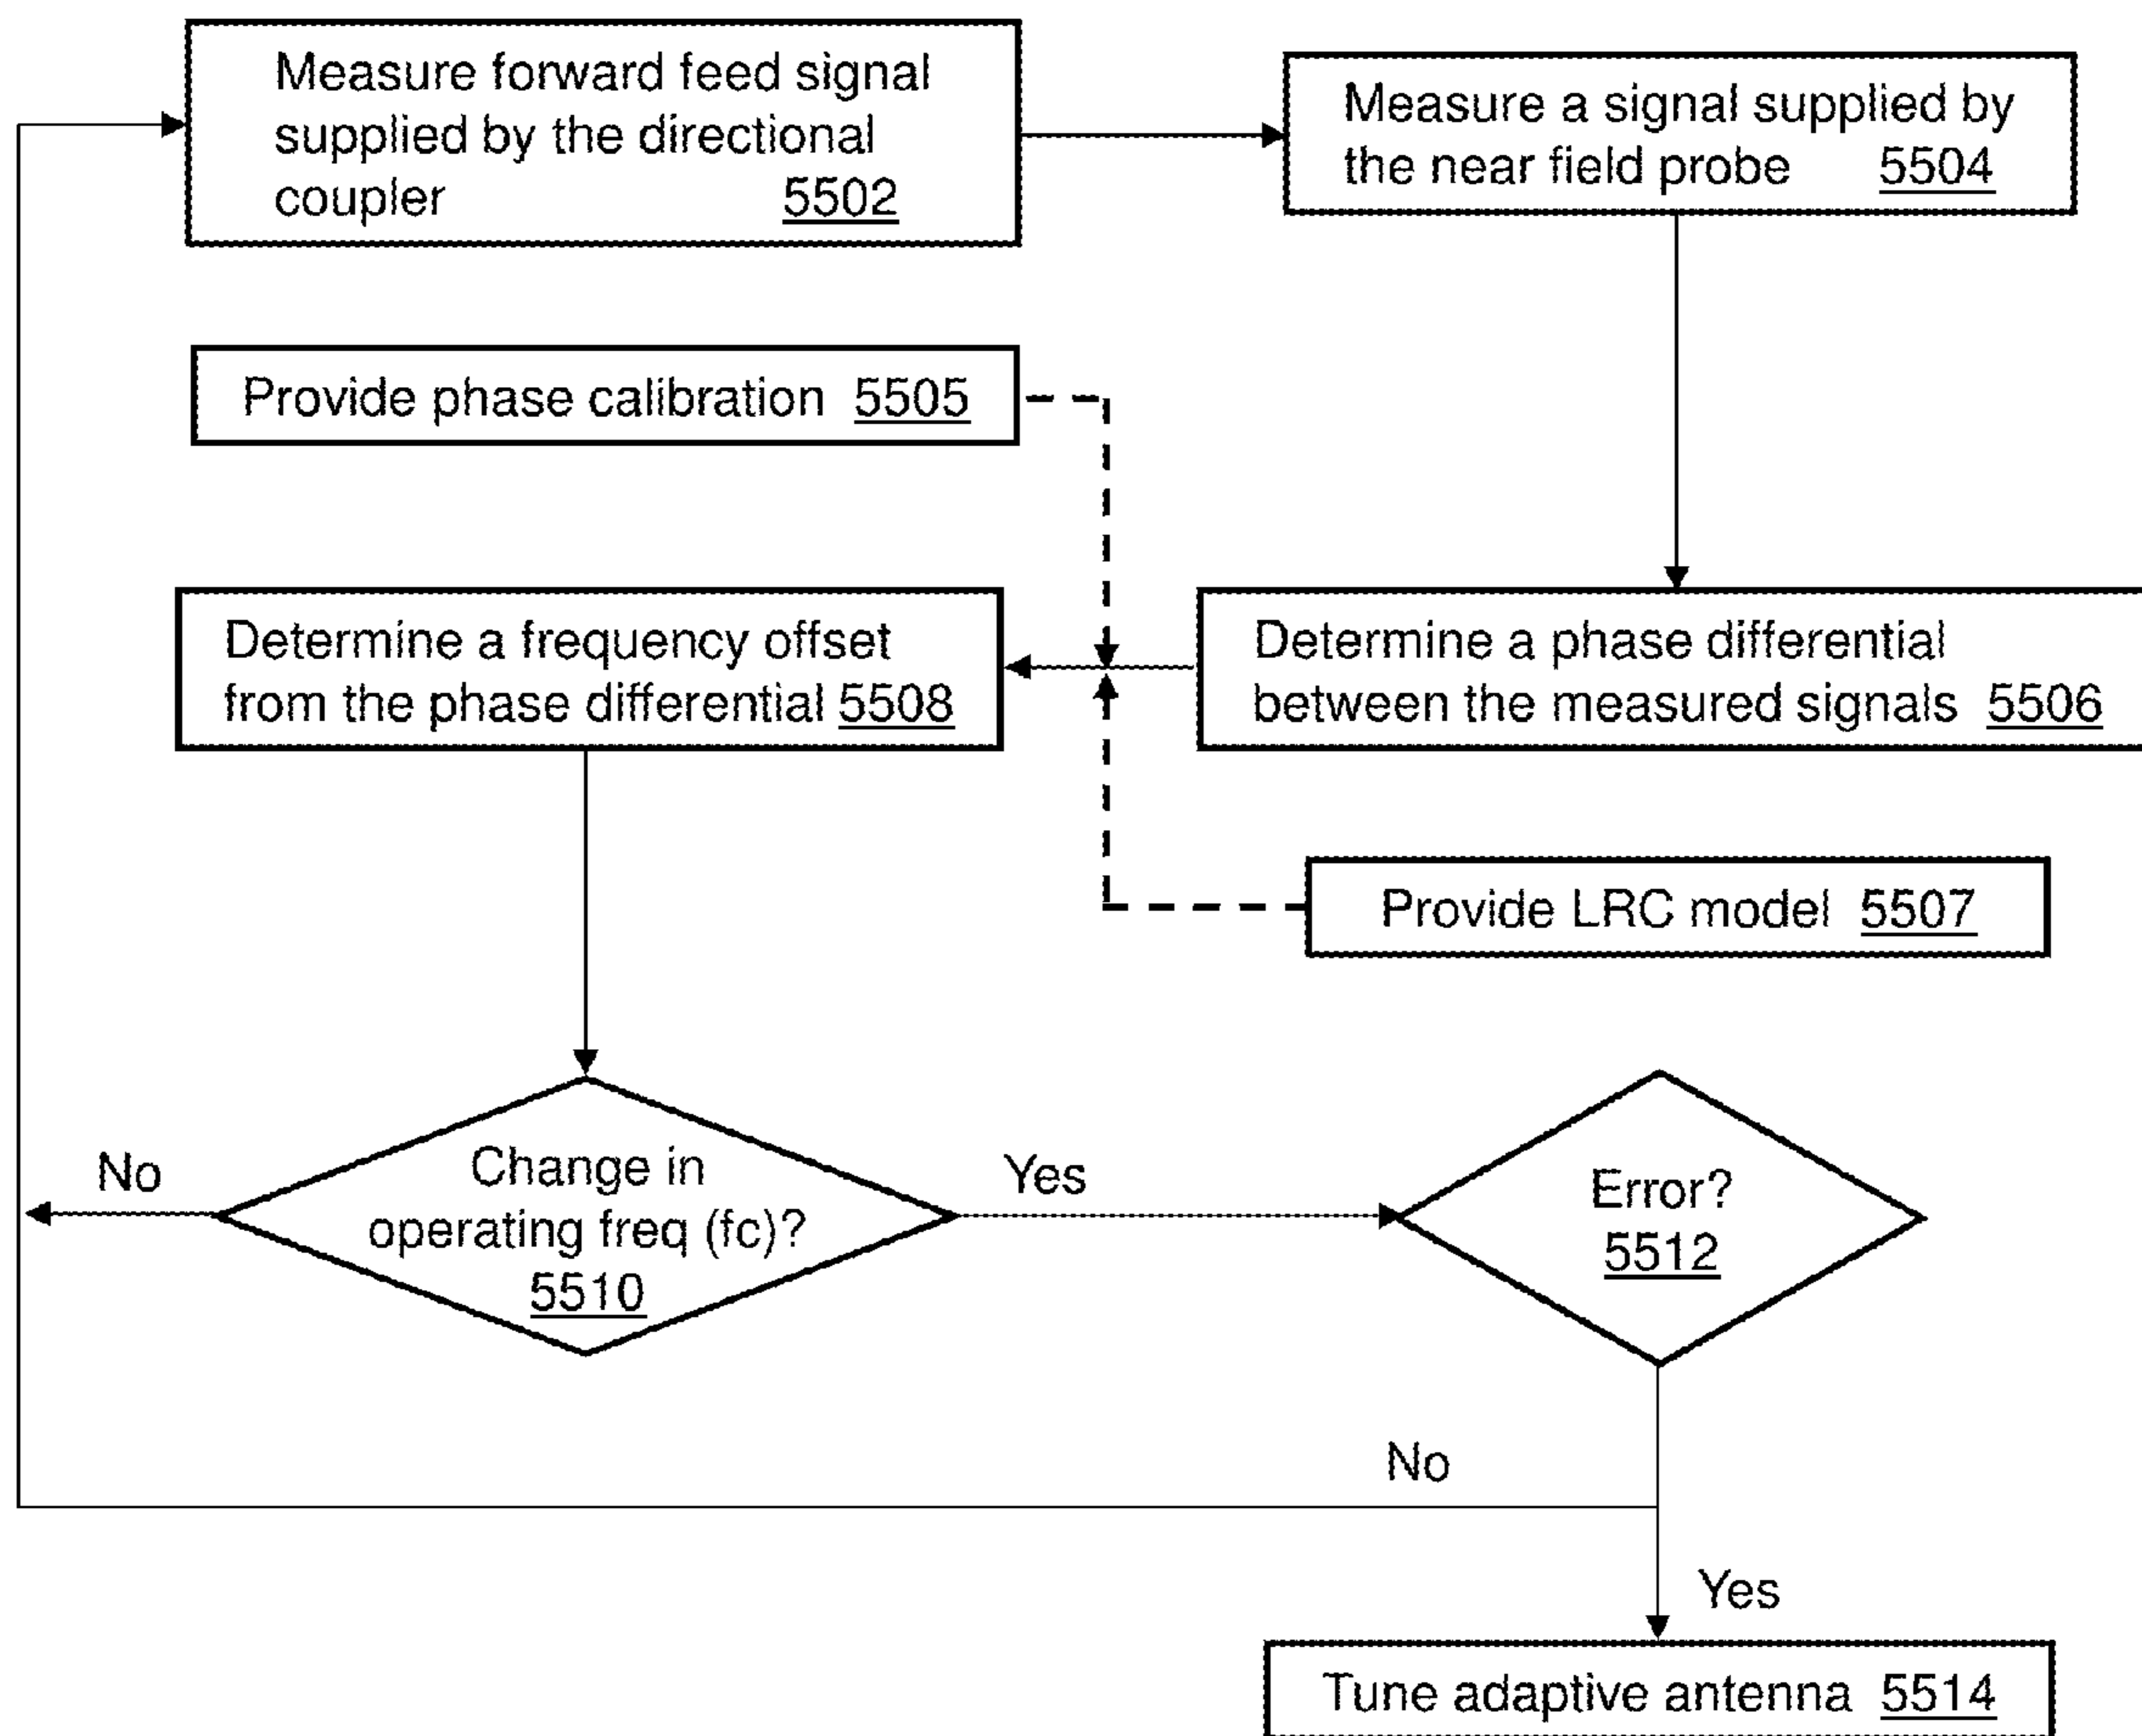 Measure forward feed signal
supplied by the directional
coupler 5502
Measure a signal supplied by
the near field probe 5504
Provide phase calibration 5505
Determine a frequency offset
from the phase differential 5508
Determine a phase differential
between the measured signals 5506
Provide LRC model 5507
No
Change in
operating freq (fc)?
5510
Yes
Error?
5512
No
Yes
Tune adaptive antenna 5514